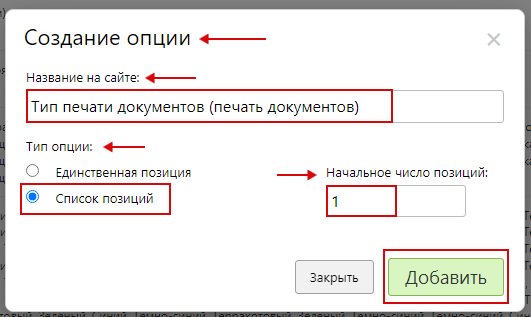 Создание опции
Название на сайте:
Тип печати документов (печать документов)
Тип опции:
Единственная позиция
Начальное число позиций:
Список позиций
1
Закрыть
Добавить